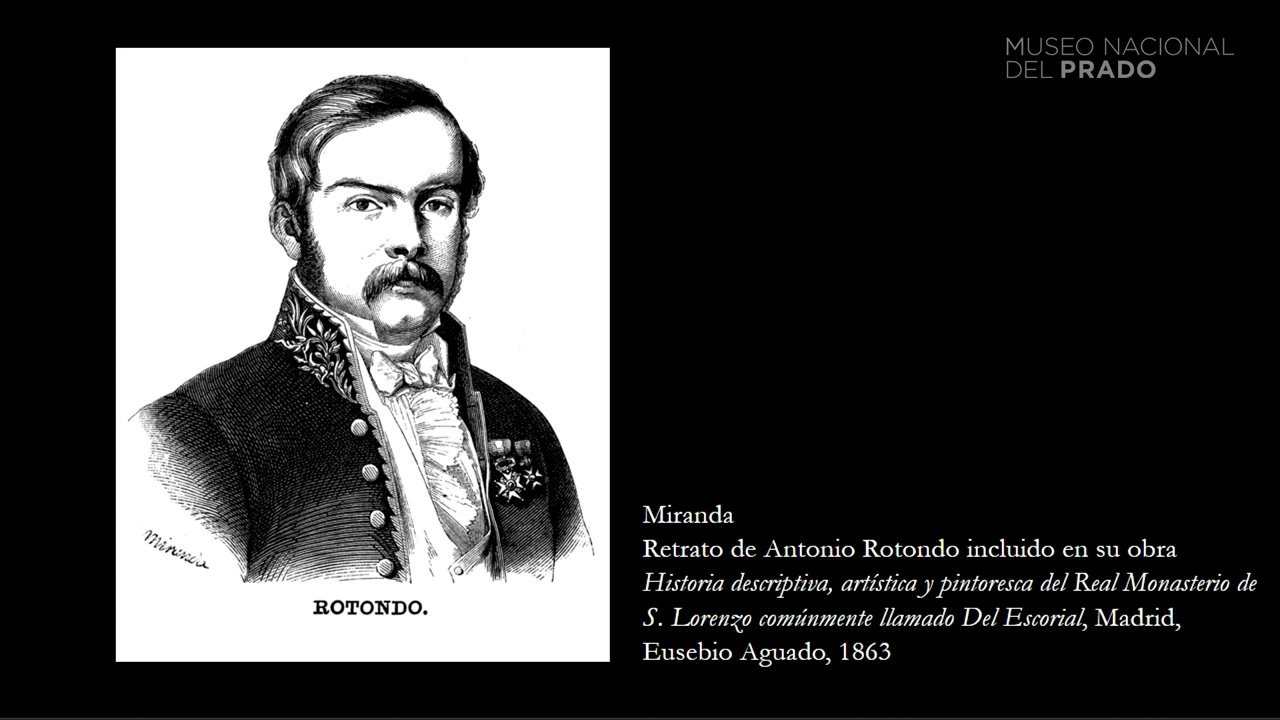 MUSEO NACIONAL
DEL PRADO
Miranda
ROTONDO.
Miranda
Retrato de Antonio Rotondo incluido en su obra
Historia descriptiva, artística y pintoresca del Real Monasterio de
S. Lorenzo comúnmente llamado Del Escorial, Madrid,
Eusebio Aguado, 1863